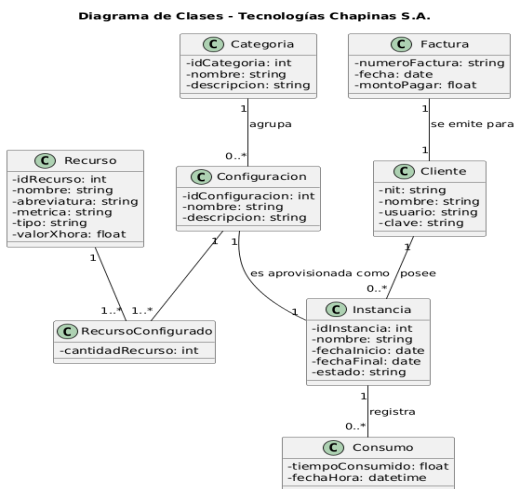 Diagrama de Clases - Tecnologías Chapinas S.A.
C Categoria
-idCategoria: int
-nombre: string
-descripcion: string
C Factura
-numeroFactura: string
-fecha: date
-montoPagar: float
1
agrupa
0..*
1
se emite para
1
C Recurso
-idRecurso: int
-nombre: string
-abreviatura: string
-metrica: string
-tipo: string
-valorXhora: float
C Configuracion
-idConfiguracion: int
-nombre: string
-descripcion: string
C Cliente
-nit: string
-nombre: string
-usuario: string
-clave: string
1
1
1
1
es aprovisionada como
posee
1..*
1..*
1
0..*
C RecursoConfigurado
-cantidadRecurso: int
C Instancia
-idInstancia: int
-nombre: string
-fechaInicio: date
-fechaFinal: date
-estado: string
1
registra
0..*
C Consumo
-tiempoConsumido: float
-fechaHora: datetime